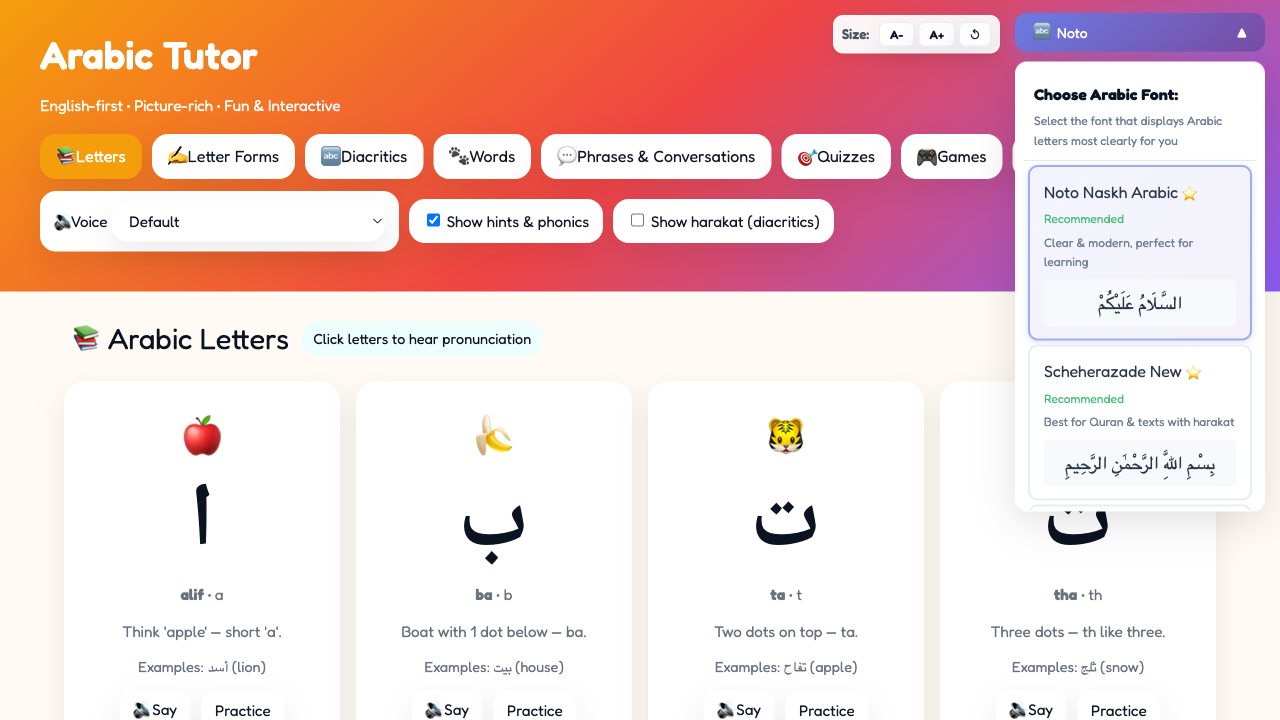 Arabic Tutor
English-first • Picture-rich • Fun & Interactive
Size: A- A+ ↺
🔤 Noto ▲
📚Letters ✍️Letter Forms 🔤Diacritics 🐾Words 💬Phrases & Conversations 🎯Quizzes 🎮Games
🔊Voice Default
Show hints & phonics
Show harakat (diacritics)
Choose Arabic Font:
Select the font that displays Arabic
letters most clearly for you
Noto Naskh Arabic ⭐
Recommended
Clear & modern, perfect for
learning
السَّلَامُ عَلَيْكُمْ
Scheherazade New ⭐
Recommended
Best for Quran & texts with harakat
بِسْمِ اللَّهِ الرَّحْمَٰنِ الرَّحِيمِ
📚 Arabic Letters
Click letters to hear pronunciation
ا
alif • a
Think 'apple' — short 'a'.
Examples: أسد (lion)
🔊Say Practice
ب
ba • b
Boat with 1 dot below — ba.
Examples: بيت (house)
🔊Say Practice
ت
ta • t
Two dots on top — ta.
Examples: تفاح (apple)
🔊Say Practice
tha • th
Three dots — th like three.
Examples: ثلج (snow)
🔊Say Practice